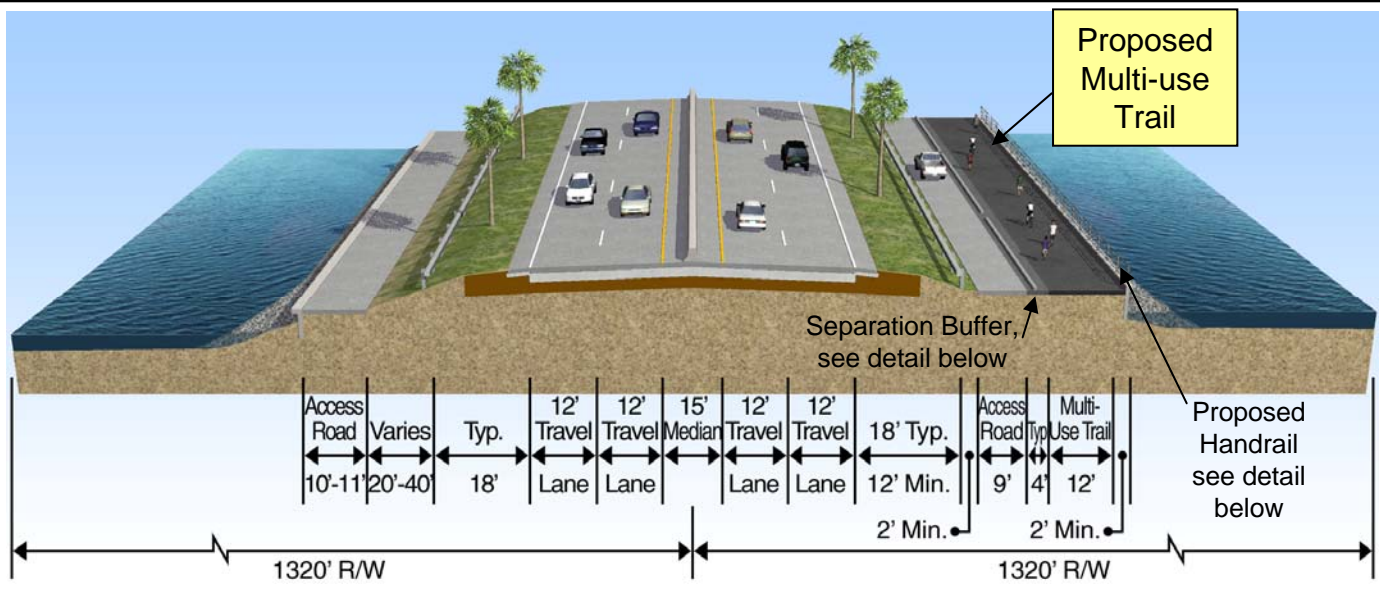 Proposed
Multi-use
Trail
Separation Buffer,
see detail below
Proposed
Handrail
see detail
below
Access
Road
10'-11'
Varies
20'-40'
Typ.
18'
12'
Travel
Lane
12'
Travel
Lane
15'
Median
12'
Travel
Lane
12'
Travel
Lane
18' Typ.
12' Min.
2' Min.
Access
Road
9'
Typ
4'
Multi-
Use Trail
12'
2' Min.
1320' R/W
1320' R/W